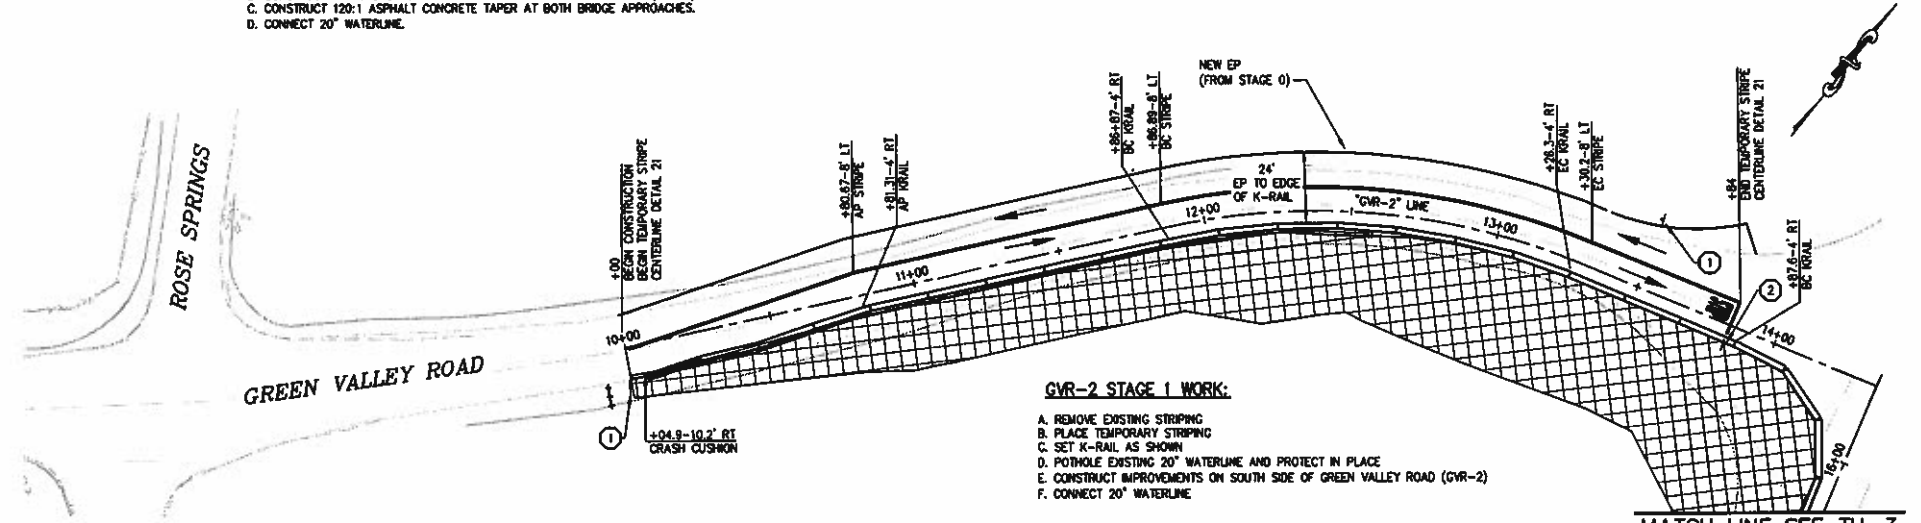 C. CONSTRUCT 120:1 ASPHALT CONCRETE TAPER AT BOTH BRIDGE APPROACHES.
D. CONNECT 20" WATERLINE.
ROSE SPRINGS
GREEN VALLEY ROAD
+00
BEGIN CONSTRUCTION
BEGIN TEMPORARY STRIPE
CENTERLINE DETAIL 21
10+00
1
+04.9-10.2' RT
CRASH CUSHION
+80.67-8' LT
AP STRIPE
+81.31-4' RT
AP KRAIL
11+00
+86+87-4' RT
BC KRAIL
+86.89-8' LT
BC STRIPE
NEW EP
(FROM STAGE 0)
24'
EP TO EDGE
OF K-RAIL
12+00
"GVR-2" LINE
13+00
+28.3-4' RT
EC KRAIL
+30.2-8' LT
EC STRIPE
+84
END TEMPORARY STRIPE
CENTERLINE DETAIL 21
1
2
+87.6-4' RT
BC KRAIL
14+00
16+00
GVR-2 STAGE 1 WORK:
A. REMOVE EXISTING STRIPING
B. PLACE TEMPORARY STRIPING
C. SET K-RAIL AS SHOWN
D. POTHOLE EXISTING 20" WATERLINE AND PROTECT IN PLACE
E. CONSTRUCT IMPROVEMENTS ON SOUTH SIDE OF GREEN VALLEY ROAD (GVR-2)
F. CONNECT 20" WATERLINE
MATCH LINE SEE TH-3